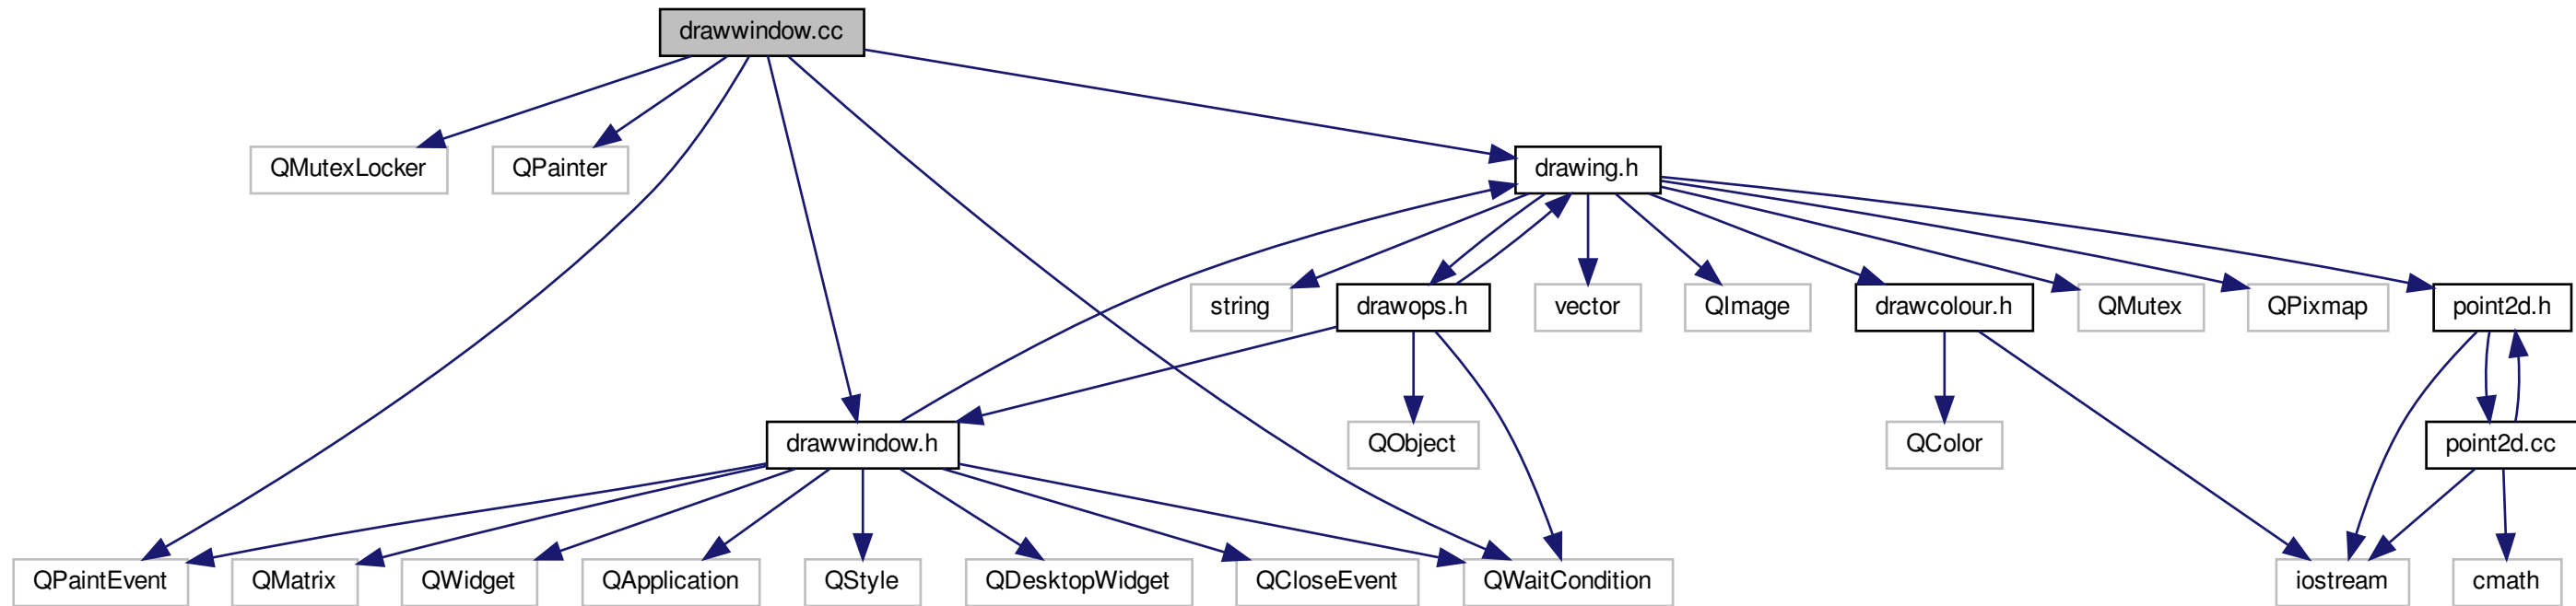 drawwindow.cc
QMutexLocker
QPainter
drawing.h
string
drawops.h
vector
QImage
drawcolour.h
QMutex
QPixmap
point2d.h
drawwindow.h
QObject
QColor
point2d.cc
QPaintEvent
QMatrix
QWidget
QApplication
QStyle
QDesktopWidget
QCloseEvent
QWaitCondition
iostream
cmath